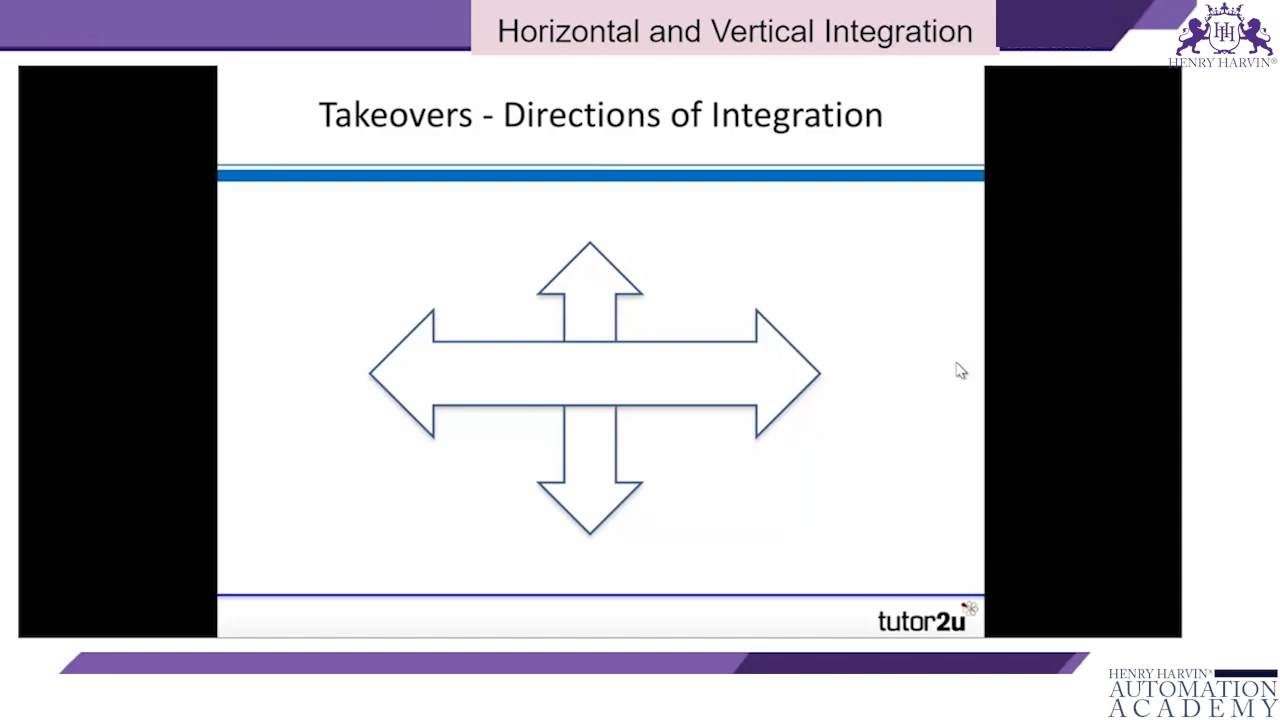 Horizontal and Vertical Integration
HENRY HARVIN®
Takeovers - Directions of Integration
tutor2u
HENRY HARVIN®
AUTOMATION
ACADEMY